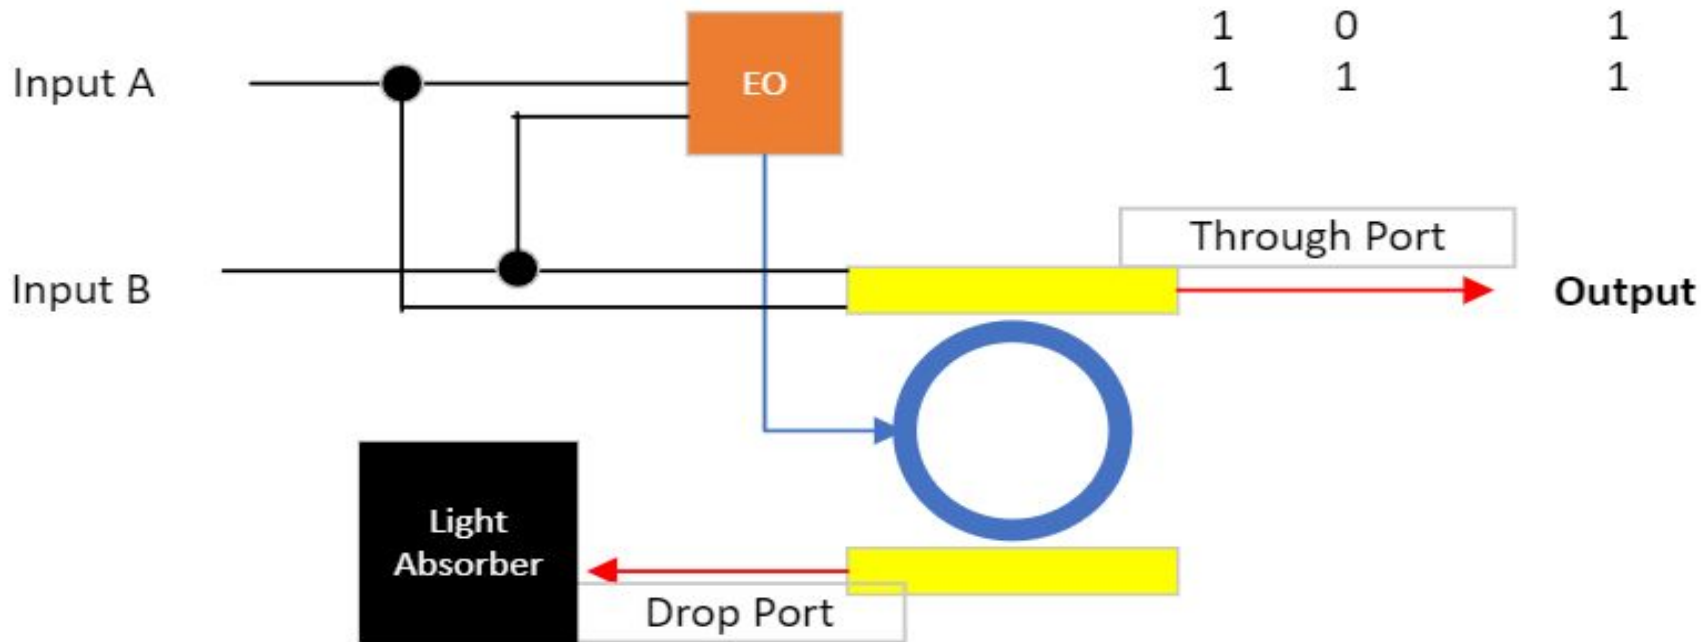 1 0 1
Input A
EO
1 1 1
Through Port
Input B
Output
Light
Absorber
Drop Port